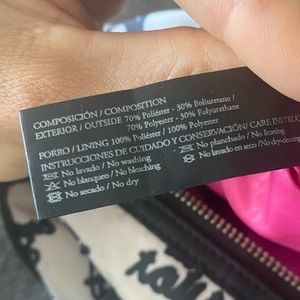 COMPOSICIÓN / COMPOSITION
EXTERIOR / OUTSIDE 70% Poliéster - 30% Poliuretano /
70% Polyester - 30% Polyurethane
FORRO / LINING 100% Poliéster / 100% Polyester
INSTRUCCIONES DE CUIDADO Y CONSERVACIÓN/ CARE INSTRUCT
No lavado / No washing No planchado / No ironing
No blanqueo / No bleaching No lavado en seco / No dry-cleaning
No secado / No dry